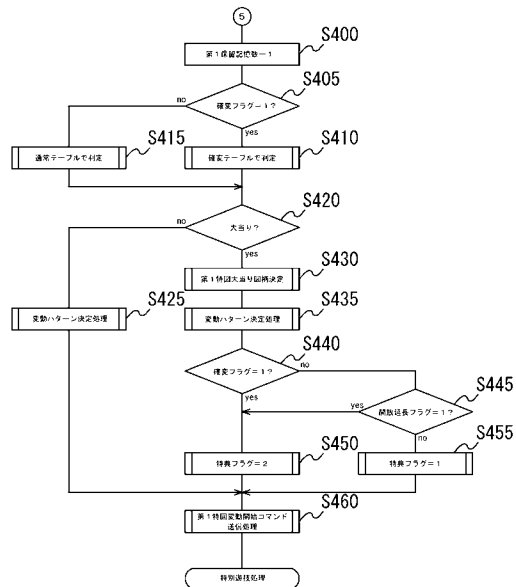 5
S400
第1保留記憶数－1
S405
確変フラグ＝1？
no
yes
S415
通常テーブルで判定
S410
確変テーブルで判定
S420
大当り？
no
yes
S430
第1特図大当り図柄決定
S425
変動パターン決定処理
S435
変動パターン決定処理
S440
確変フラグ＝1？
no
yes
S445
開放延長フラグ＝1？
yes
no
S450
特典フラグ＝2
S455
特典フラグ＝1
S460
第1特図変動開始コマンド
送信処理
特別遊技処理